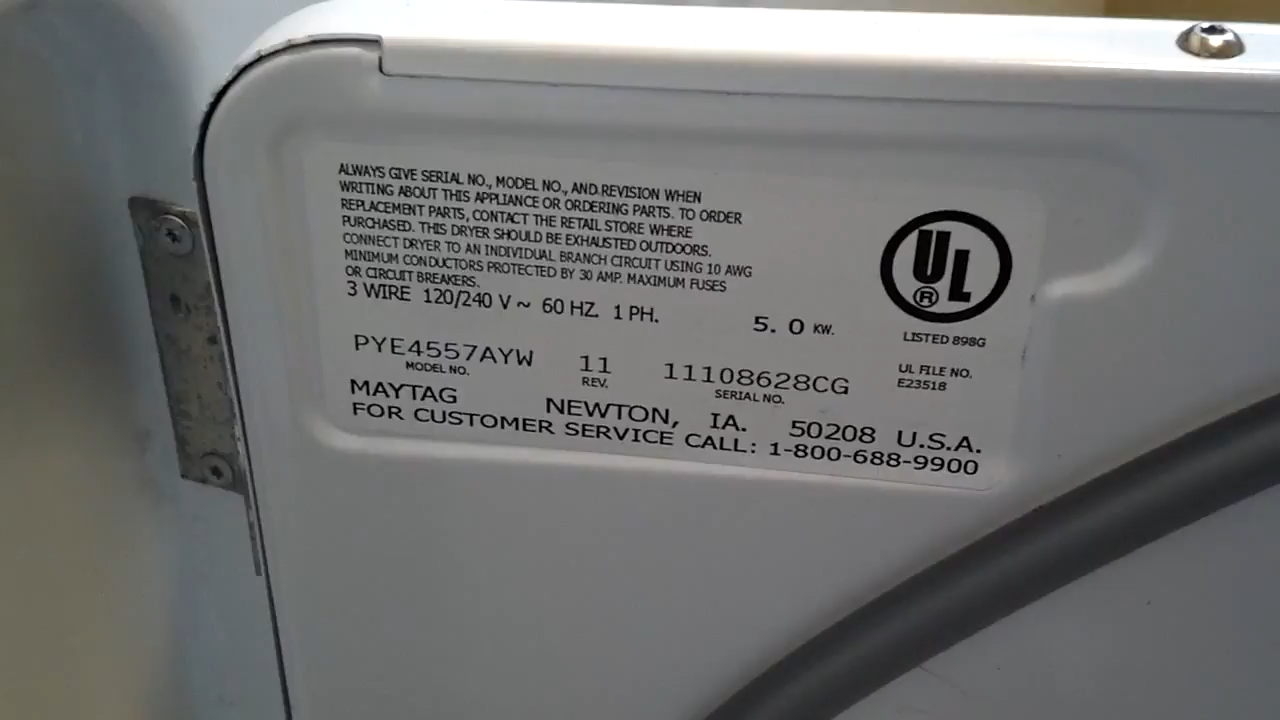 ALWAYS GIVE SERIAL NO., MODEL NO., AND REVISION WHEN
WRITING ABOUT THIS APPLIANCE OR ORDERING PARTS. TO ORDER
REPLACEMENT PARTS, CONTACT THE RETAIL STORE WHERE
PURCHASED. THIS DRYER SHOULD BE EXHAUSTED OUTDOORS.
CONNECT DRYER TO AN INDIVIDUAL BRANCH CIRCUIT USING 10 AWG
MINIMUM CONDUCTORS PROTECTED BY 30 AMP. MAXIMUM FUSES
OR CIRCUIT BREAKERS.
3 WIRE 120/240 V ~ 60 HZ. 1 PH. 5.0 KW.
UL ®
LISTED 898G
UL FILE NO.
E23518
PYE4557AYW 11 11108628CG
MODEL NO. REV. SERIAL NO.
MAYTAG NEWTON, IA. 50208 U.S.A.
FOR CUSTOMER SERVICE CALL: 1-800-688-9900